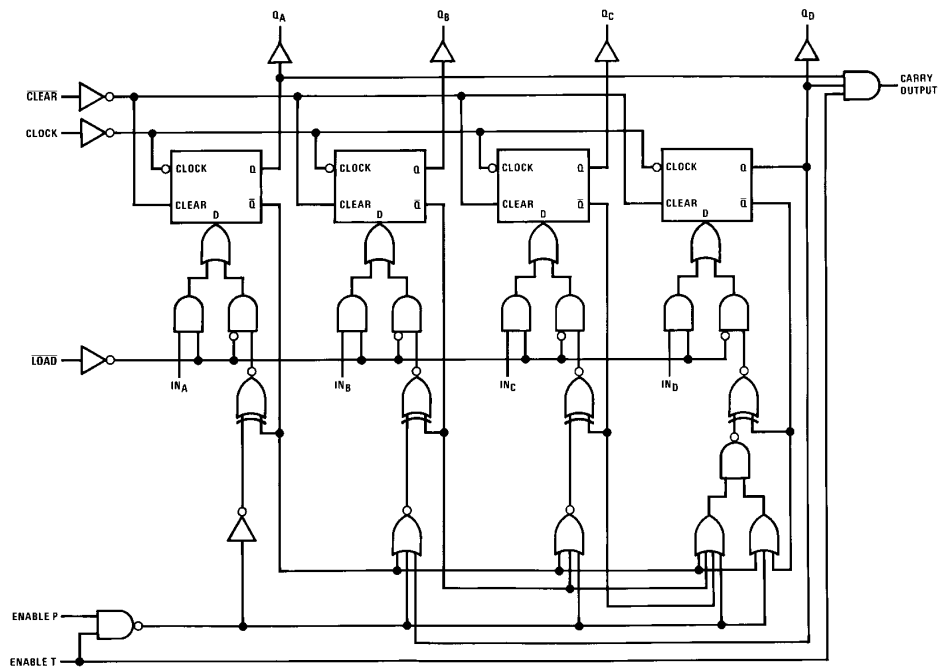 QA QB QC QD
CLEAR
CARRY
OUTPUT
CLOCK
CLOCK Q CLOCK Q CLOCK Q CLOCK Q
CLEAR Q̅ CLEAR Q̅ CLEAR Q̅ CLEAR Q̅
D D D D
L̅O̅A̅D̅
INA INB INC IND
ENABLE P
ENABLE T